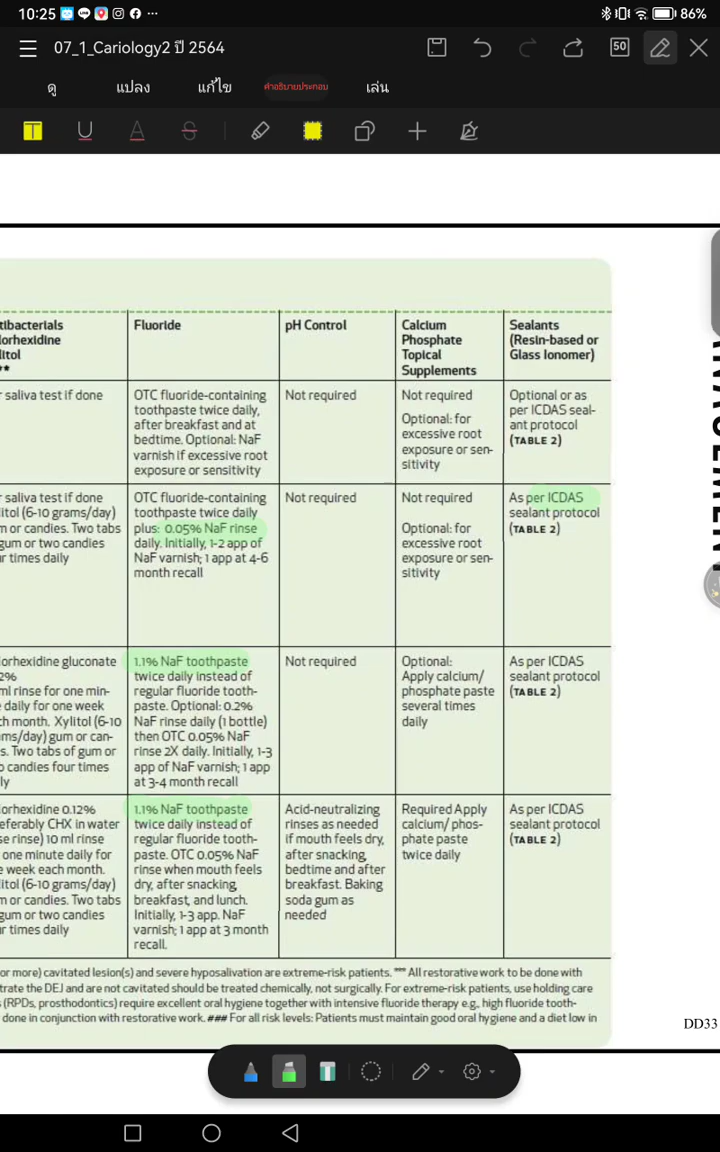 10:25
86%
07_1_Cariology2 ปี 2564
50
ดู
แปลง
แก้ไข
คำอธิบายประกอบ
เล่น
T
U
A
S
tibacterials
lorhexidine
litol
**
Fluoride
pH Control
Calcium
Phosphate
Topical
Supplements
Sealants
(Resin-based or
Glass Ionomer)
r saliva test if done
OTC fluoride-containing
toothpaste twice daily,
after breakfast and at
bedtime. Optional: NaF
varnish if excessive root
exposure or sensitivity
Not required
Not required
Optional: for
excessive root
exposure or sen-
sitivity
Optional or as
per ICDAS seal-
ant protocol
(TABLE 2)
r saliva test if done
litol (6-10 grams/day)
m or candies. Two tabs
gum or two candies
ur times daily
OTC fluoride-containing
toothpaste twice daily
plus: 0.05% NaF rinse
daily. Initially, 1-2 app of
NaF varnish; 1 app at 4-6
month recall
Not required
Not required
Optional: for
excessive root
exposure or sen-
sitivity
As per ICDAS
sealant protocol
(TABLE 2)
lorhexidine gluconate
2%
ml rinse for one min-
e daily for one week
ch month. Xylitol (6-10
ms/day) gum or can-
s. Two tabs of gum or
o candies four times
ly
1.1% NaF toothpaste
twice daily instead of
regular fluoride tooth-
paste. Optional: 0.2%
NaF rinse daily (1 bottle)
then OTC 0.05% NaF
rinse 2X daily. Initially, 1-3
app of NaF varnish; 1 app
at 3-4 month recall
Not required
Optional:
Apply calcium/
phosphate paste
several times
daily
As per ICDAS
sealant protocol
(TABLE 2)
lorhexidine 0.12%
eferably CHX in water
se rinse) 10 ml rinse
one minute daily for
e week each month.
litol (6-10 grams/day)
m or candies. Two tabs
gum or two candies
ur times daily
1.1% NaF toothpaste
twice daily instead of
regular fluoride tooth-
paste. OTC 0.05% NaF
rinse when mouth feels
dry, after snacking,
breakfast, and lunch.
Initially, 1-3 app. NaF
varnish; 1 app at 3 month
recall.
Acid-neutralizing
rinses as needed
if mouth feels dry,
after snacking,
bedtime and after
breakfast. Baking
soda gum as
needed
Required Apply
calcium/ phos-
phate paste
twice daily
As per ICDAS
sealant protocol
(TABLE 2)
or more) cavitated lesion(s) and severe hyposalivation are extreme-risk patients. *** All restorative work to be done with
trate the DEJ and are not cavitated should be treated chemically, not surgically. For extreme-risk patients, use holding care
s (RPDs, prosthodontics) require excellent oral hygiene together with intensive fluoride therapy e.g., high fluoride tooth-
done in conjunction with restorative work. ### For all risk levels: Patients must maintain good oral hygiene and a diet low in
DD33